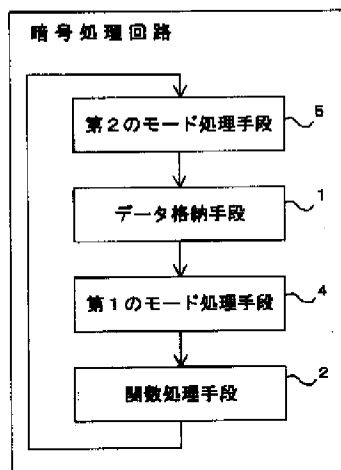 暗号処理回路
第2のモード処理手段
5
データ格納手段
1
第1のモード処理手段
4
関数処理手段
2